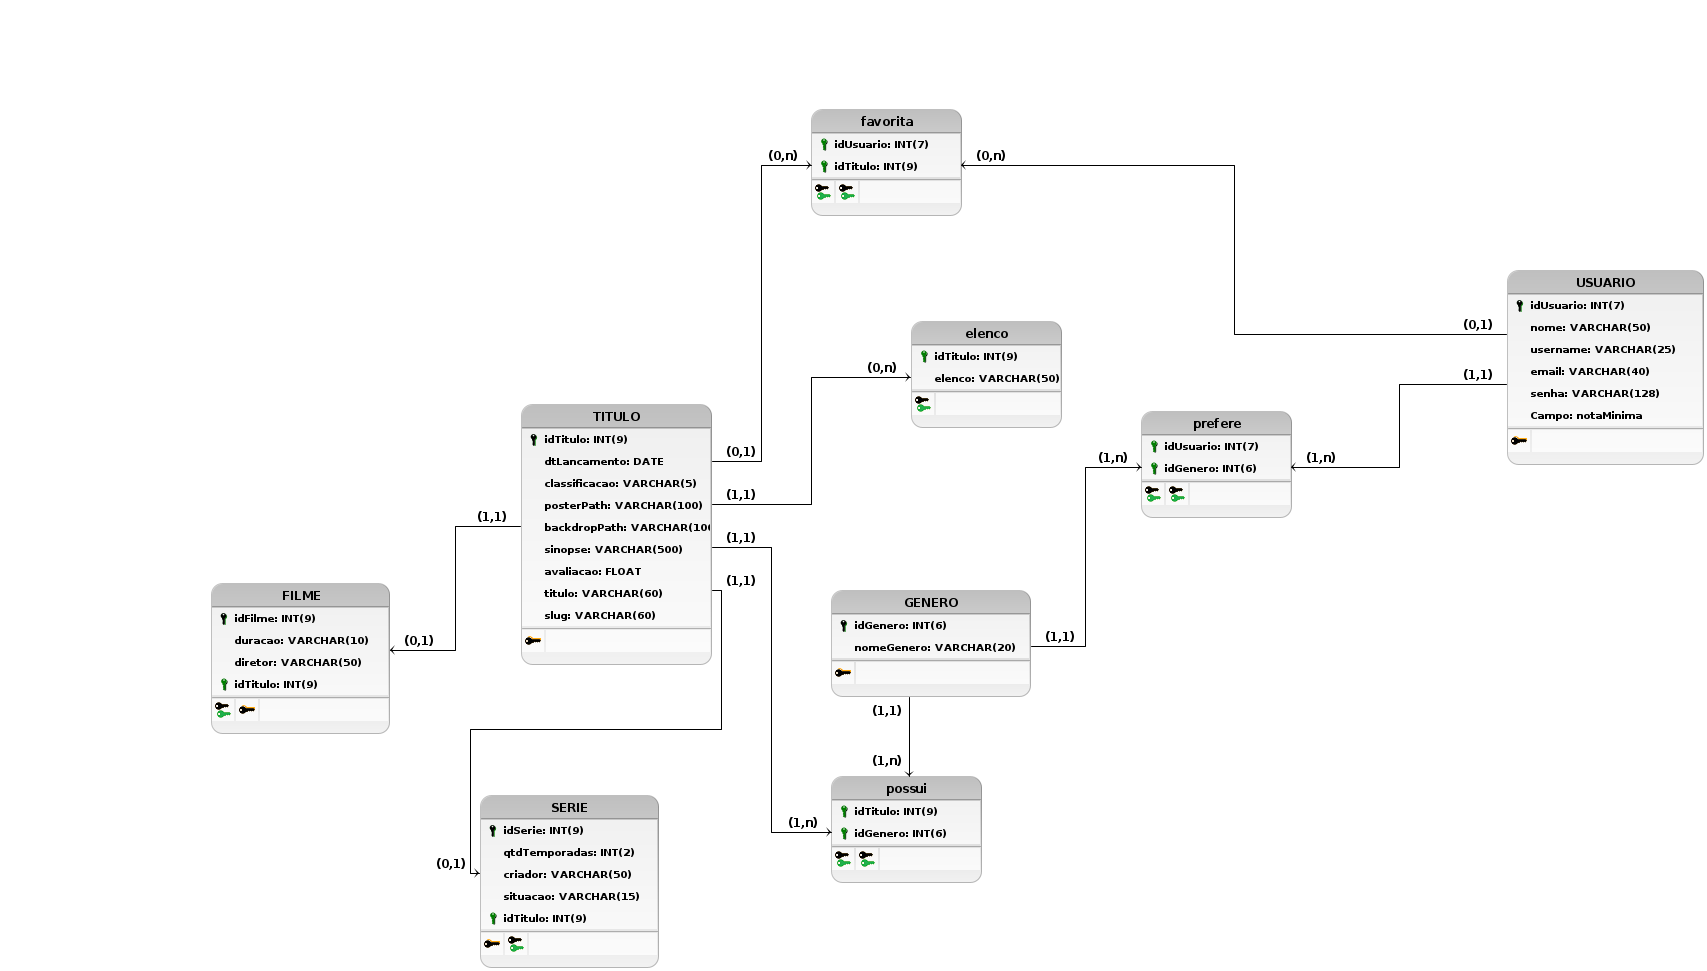 favorita
idUsuario: INT(7)
idTitulo: INT(9)
(0,n)
(0,n)
USUARIO
idUsuario: INT(7)
nome: VARCHAR(50)
username: VARCHAR(25)
email: VARCHAR(40)
senha: VARCHAR(128)
Campo: notaMinima
(0,1)
(1,1)
elenco
idTitulo: INT(9)
elenco: VARCHAR(50)
(0,n)
TITULO
idTitulo: INT(9)
dtLancamento: DATE
classificacao: VARCHAR(5)
posterPath: VARCHAR(100)
backdropPath: VARCHAR(100
sinopse: VARCHAR(500)
avaliacao: FLOAT
titulo: VARCHAR(60)
slug: VARCHAR(60)
(0,1)
(1,1)
(1,1)
(1,1)
(1,1)
prefere
idUsuario: INT(7)
idGenero: INT(6)
(1,n)
(1,n)
FILME
idFilme: INT(9)
duracao: VARCHAR(10)
diretor: VARCHAR(50)
idTitulo: INT(9)
(0,1)
GENERO
idGenero: INT(6)
nomeGenero: VARCHAR(20)
(1,1)
(1,1)
(1,n)
possui
idTitulo: INT(9)
idGenero: INT(6)
(1,n)
SERIE
idSerie: INT(9)
qtdTemporadas: INT(2)
criador: VARCHAR(50)
situacao: VARCHAR(15)
idTitulo: INT(9)
(0,1)